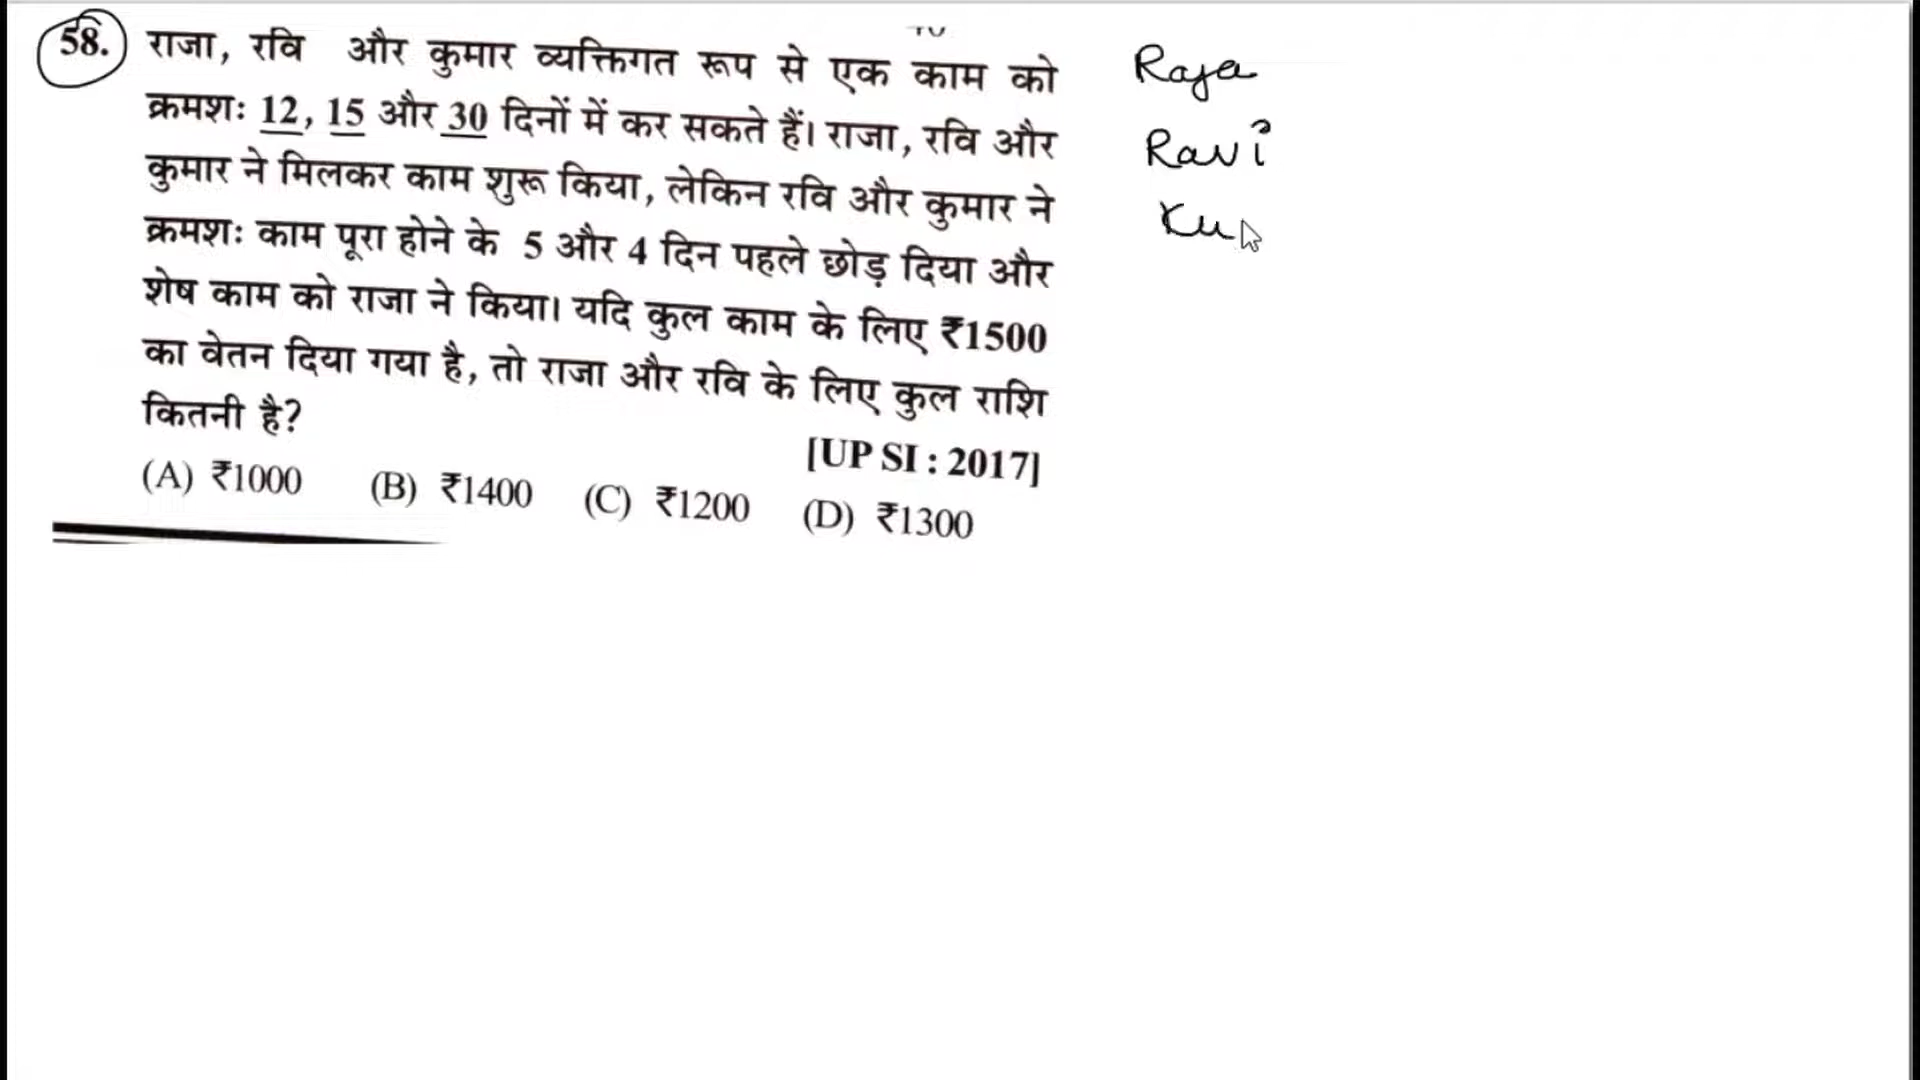 58. राजा, रवि और कुमार व्यक्तिगत रूप से एक काम को
क्रमशः 12, 15 और 30 दिनों में कर सकते हैं। राजा, रवि और
कुमार ने मिलकर काम शुरू किया, लेकिन रवि और कुमार ने
क्रमशः काम पूरा होने के 5 और 4 दिन पहले छोड़ दिया और
शेष काम को राजा ने किया। यदि कुल काम के लिए ₹1500
का वेतन दिया गया है, तो राजा और रवि के लिए कुल राशि
कितनी है?
[UP SI : 2017]
(A) ₹1000 (B) ₹1400 (C) ₹1200 (D) ₹1300
Raja
Ravi
Ku